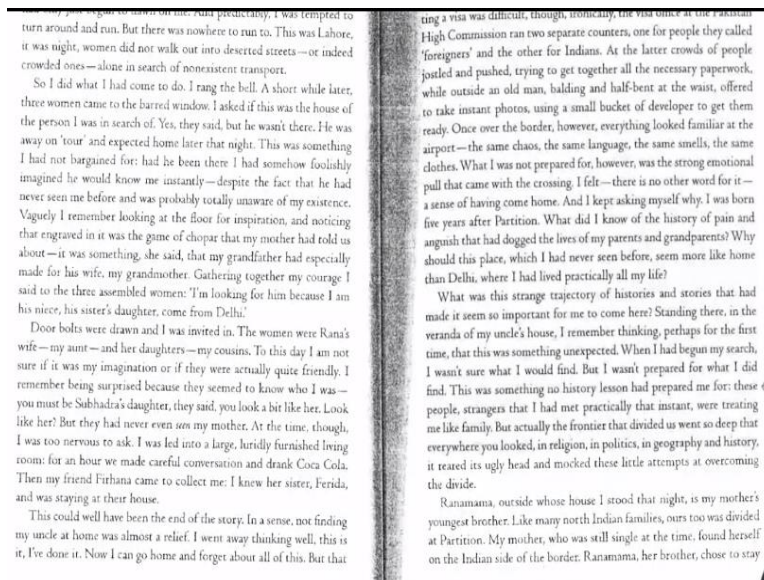 turn around and run. But there was nowhere to run to. This was Lahore,
it was night, women did not walk out into deserted streets—or indeed
crowded ones—alone in search of nonexistent transport.
So I did what I had come to do. I rang the bell. A short while later,
three women came to the barred window. I asked if this was the house of
the person I was in search of. Yes, they said, but he wasn't there. He was
away on 'tour' and expected home later that night. This was something
I had not bargained for: had he been there I had somehow foolishly
imagined he would know me instantly—despite the fact that he had
never seen me before and was probably totally unaware of my existence.
Vaguely I remember looking at the floor for inspiration, and noticing
that engraved in it was the game of chopar that my mother had told us
about—it was something, she said, that my grandfather had especially
made for his wife, my grandmother. Gathering together my courage I
said to the three assembled women: 'I'm looking for him because I am
his niece, his sister's daughter, come from Delhi.'
Door bolts were drawn and I was invited in. The women were Rana's
wife—my aunt—and her daughters—my cousins. To this day I am not
sure if it was my imagination or if they were actually quite friendly. I
remember being surprised because they seemed to know who I was—
you must be Subhadra's daughter, they said, you look a bit like her. Look
like her? But they had never even seen my mother. At the time, though,
I was too nervous to ask. I was led into a large, luridly furnished living
room: for an hour we made careful conversation and drank Coca Cola.
Then my friend Firhana came to collect me: I knew her sister, Ferida,
and was staying at their house.
This could well have been the end of the story. In a sense, not finding
my uncle at home was almost a relief. I went away thinking well, this is
it, I've done it. Now I can go home and forget about all of this. But that
ting a visa was difficult, though, ironically, the visa office at the Pakistan
High Commission ran two separate counters, one for people they called
'foreigners' and the other for Indians. At the latter crowds of people
jostled and pushed, trying to get together all the necessary paperwork,
while outside an old man, balding and half-bent at the waist, offered
to take instant photos, using a small bucket of developer to get them
ready. Once over the border, however, everything looked familiar at the
airport—the same chaos, the same language, the same smells, the same
clothes. What I was not prepared for, however, was the strong emotional
pull that came with the crossing. I felt—there is no other word for it—
a sense of having come home. And I kept asking myself why. I was born
five years after Partition. What did I know of the history of pain and
anguish that had dogged the lives of my parents and grandparents? Why
should this place, which I had never seen before, seem more like home
than Delhi, where I had lived practically all my life?
What was this strange trajectory of histories and stories that had
made it seem so important for me to come here? Standing there, in the
veranda of my uncle's house, I remember thinking, perhaps for the first
time, that this was something unexpected. When I had begun my search,
I wasn't sure what I would find. But I wasn't prepared for what I did
find. This was something no history lesson had prepared me for: these
people, strangers that I had met practically that instant, were treating
me like family. But actually the frontier that divided us went so deep that
everywhere you looked, in religion, in politics, in geography and history,
it reared its ugly head and mocked these little attempts at overcoming
the divide.
Ranamama, outside whose house I stood that night, is my mother's
youngest brother. Like many north Indian families, ours too was divided
at Partition. My mother, who was still single at the time, found herself
on the Indian side of the border. Ranamama, her brother, chose to stay